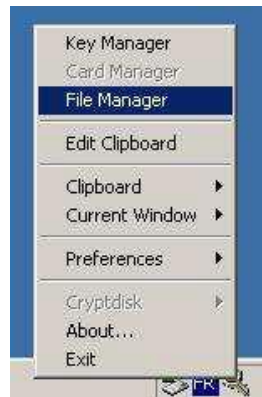 Key Manager
Card Manager
File Manager
Edit Clipboard
Clipboard
Current Window
Preferences
Cryptdisk
About...
Exit
FR